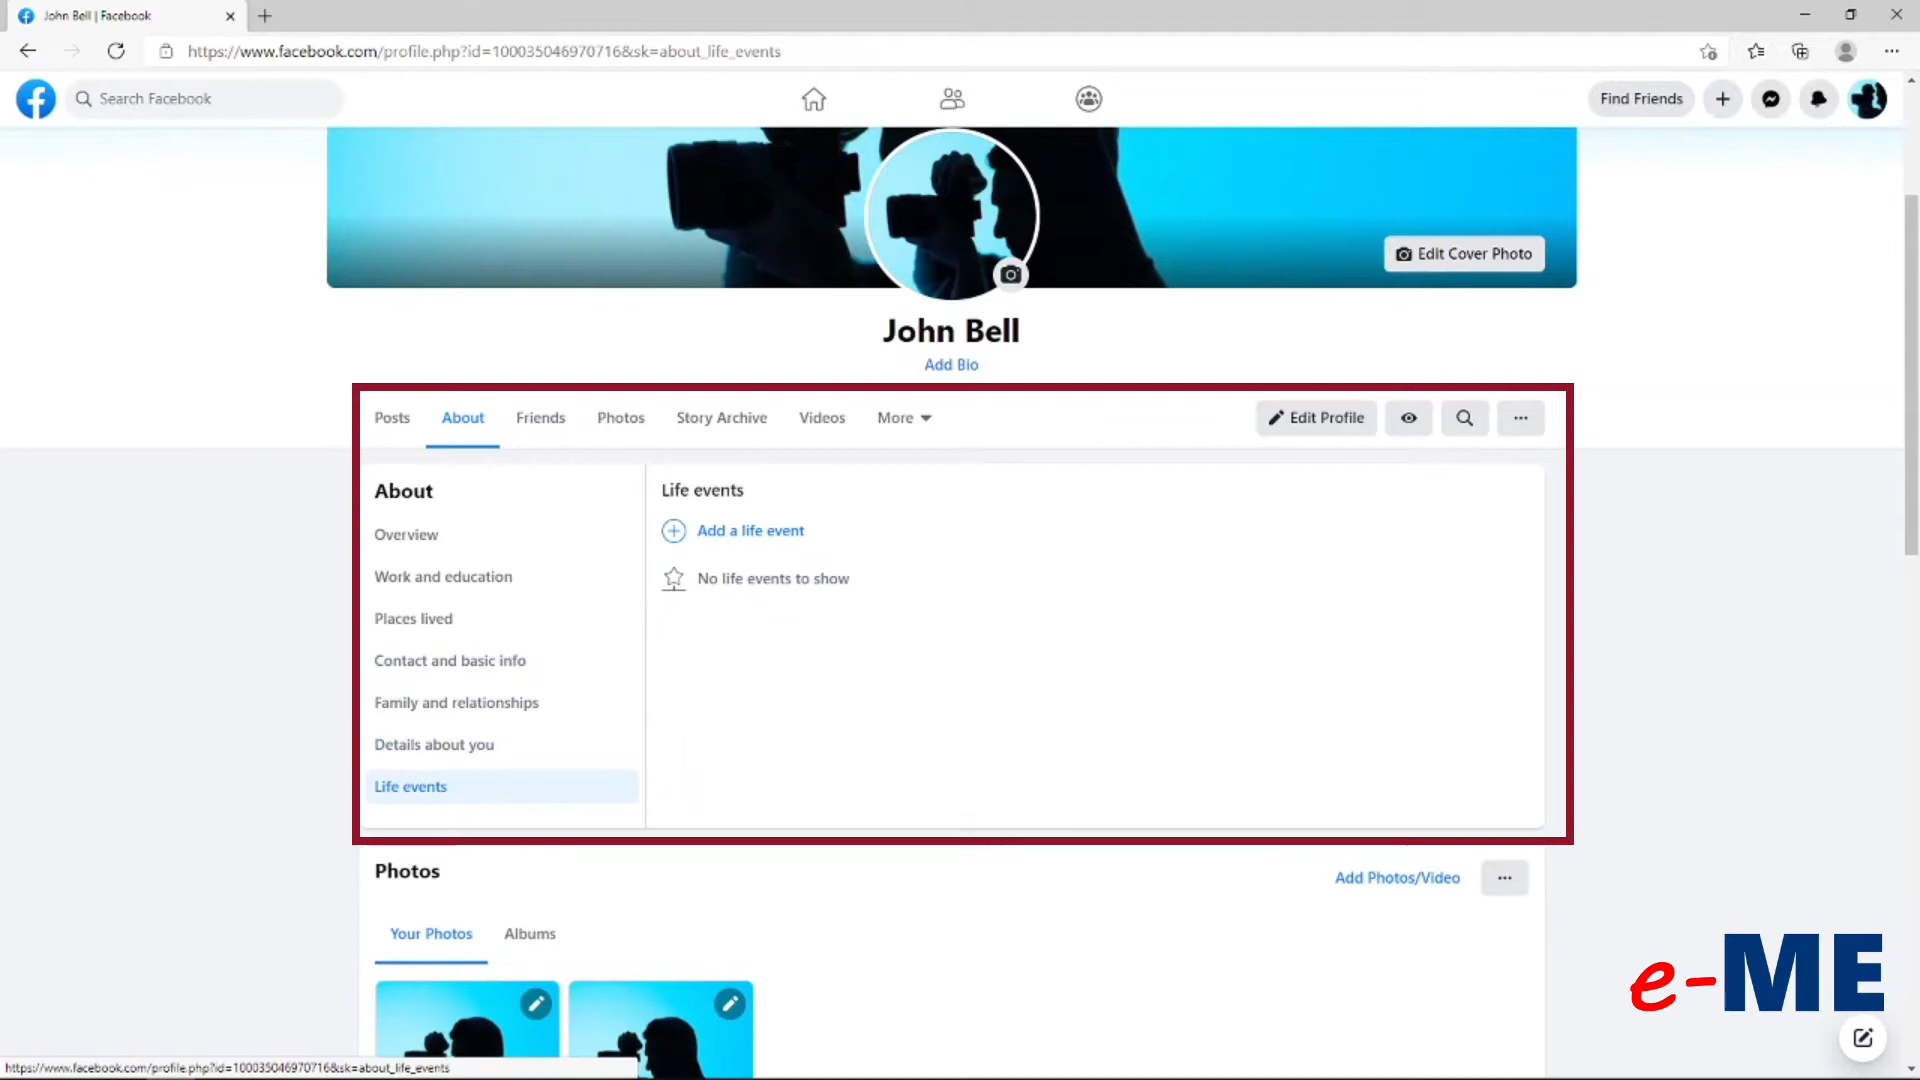 John Bell | Facebook
https://www.facebook.com/profile.php?id=100035046970716&sk=about_life_events
Search Facebook
Find Friends
Edit Cover Photo
John Bell
Add Bio
Posts About Friends Photos Story Archive Videos More Edit Profile
About
Overview
Work and education
Places lived
Contact and basic info
Family and relationships
Details about you
Life events
Life events
Add a life event
No life events to show
Photos
Add Photos/Video
Your Photos Albums
e-ME
https://www.facebook.com/profile.php?id=100035046970716&sk=about_life_events